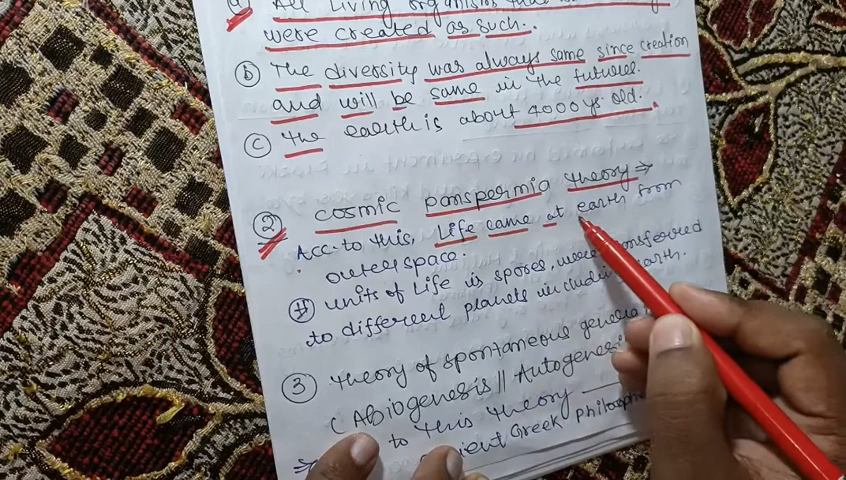 (a) All Living organisms that
were created as such.
(b) The diversity was always same since creation
and will be same in the future.
(c) The earth is about 4000 ys. old.
(2) Cosmic panspermia theory ⇒
Acc. to this, Life came at earth from
outer space.
(#) units of Life is spores, were transferred
to different planets including earth.
(3) Theory of spontaneous
(Abiogenesis || Autogenesis
to this theory
Greek Philosophe